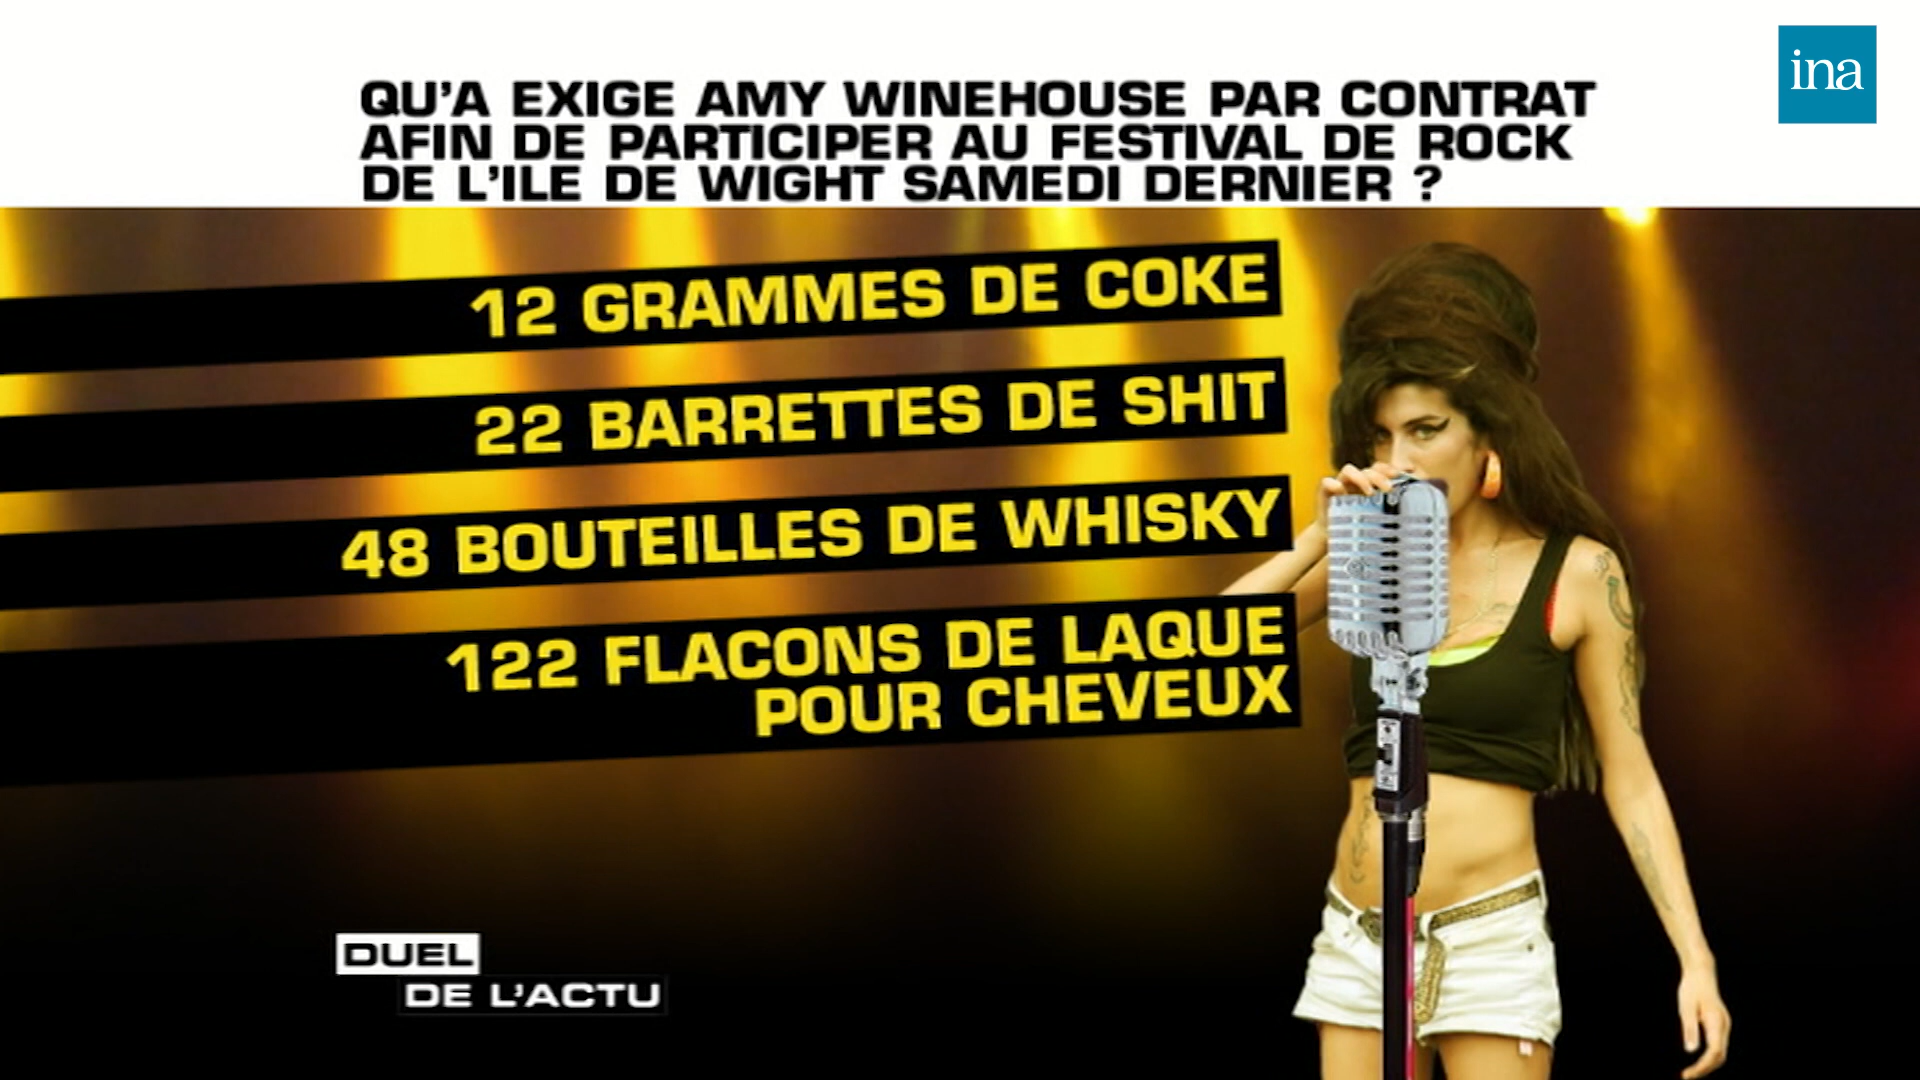 ina
QU'A EXIGE AMY WINEHOUSE PAR CONTRAT
AFIN DE PARTICIPER AU FESTIVAL DE ROCK
DE L'ILE DE WIGHT SAMEDI DERNIER ?
12 GRAMMES DE COKE
22 BARRETTES DE SHIT
48 BOUTEILLES DE WHISKY
122 FLACONS DE LAQUE
POUR CHEVEUX
DUEL
DE L'ACTU